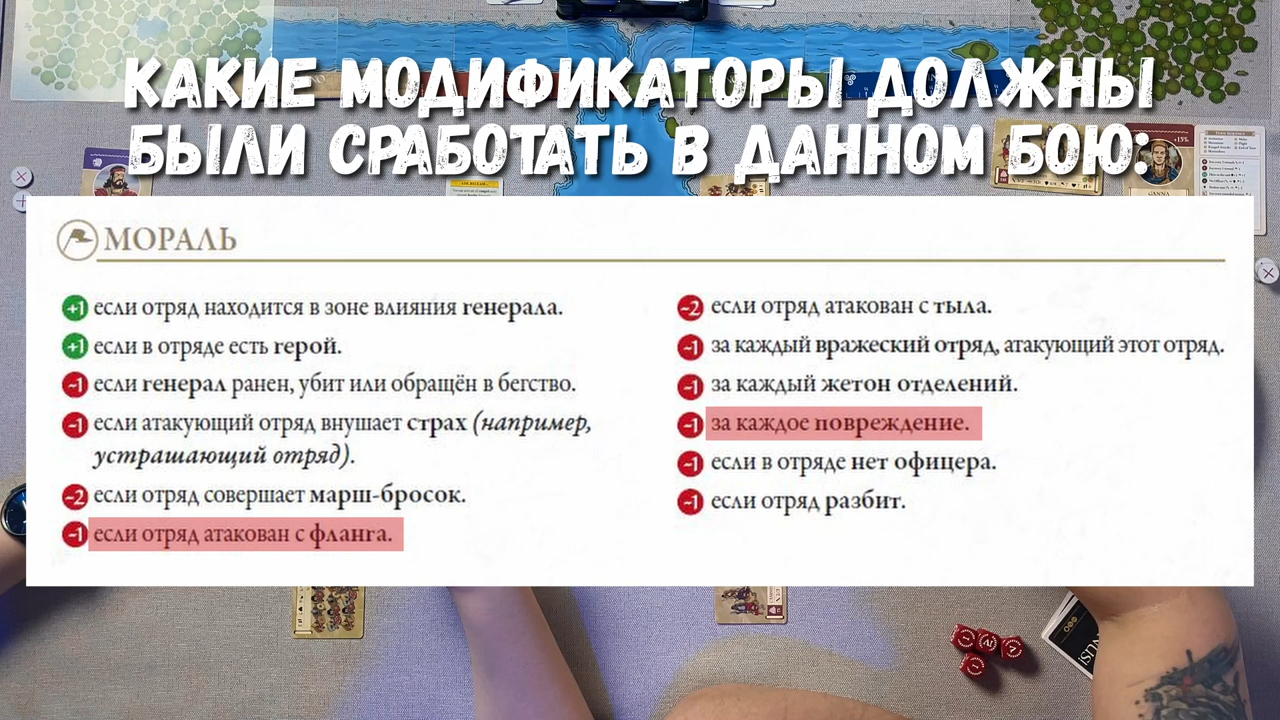 КАКИЕ МОДИФИКАТОРЫ ДОЛЖНЫ
БЫЛИ СРАБОТАТЬ В ДАННОМ БОЮ:
МОРАЛЬ
+1 если отряд находится в зоне влияния генерала.
+1 если в отряде есть герой.
-1 если генерал ранен, убит или обращён в бегство.
-1 если атакующий отряд внушает страх (например,
устрашающий отряд).
-2 если отряд совершает марш-бросок.
-1 если отряд атакован с фланга.
-2 если отряд атакован с тыла.
-1 за каждый вражеский отряд, атакующий этот отряд.
-1 за каждый жетон отделений.
-1 за каждое повреждение.
-1 если в отряде нет офицера.
-1 если отряд разбит.
+15%